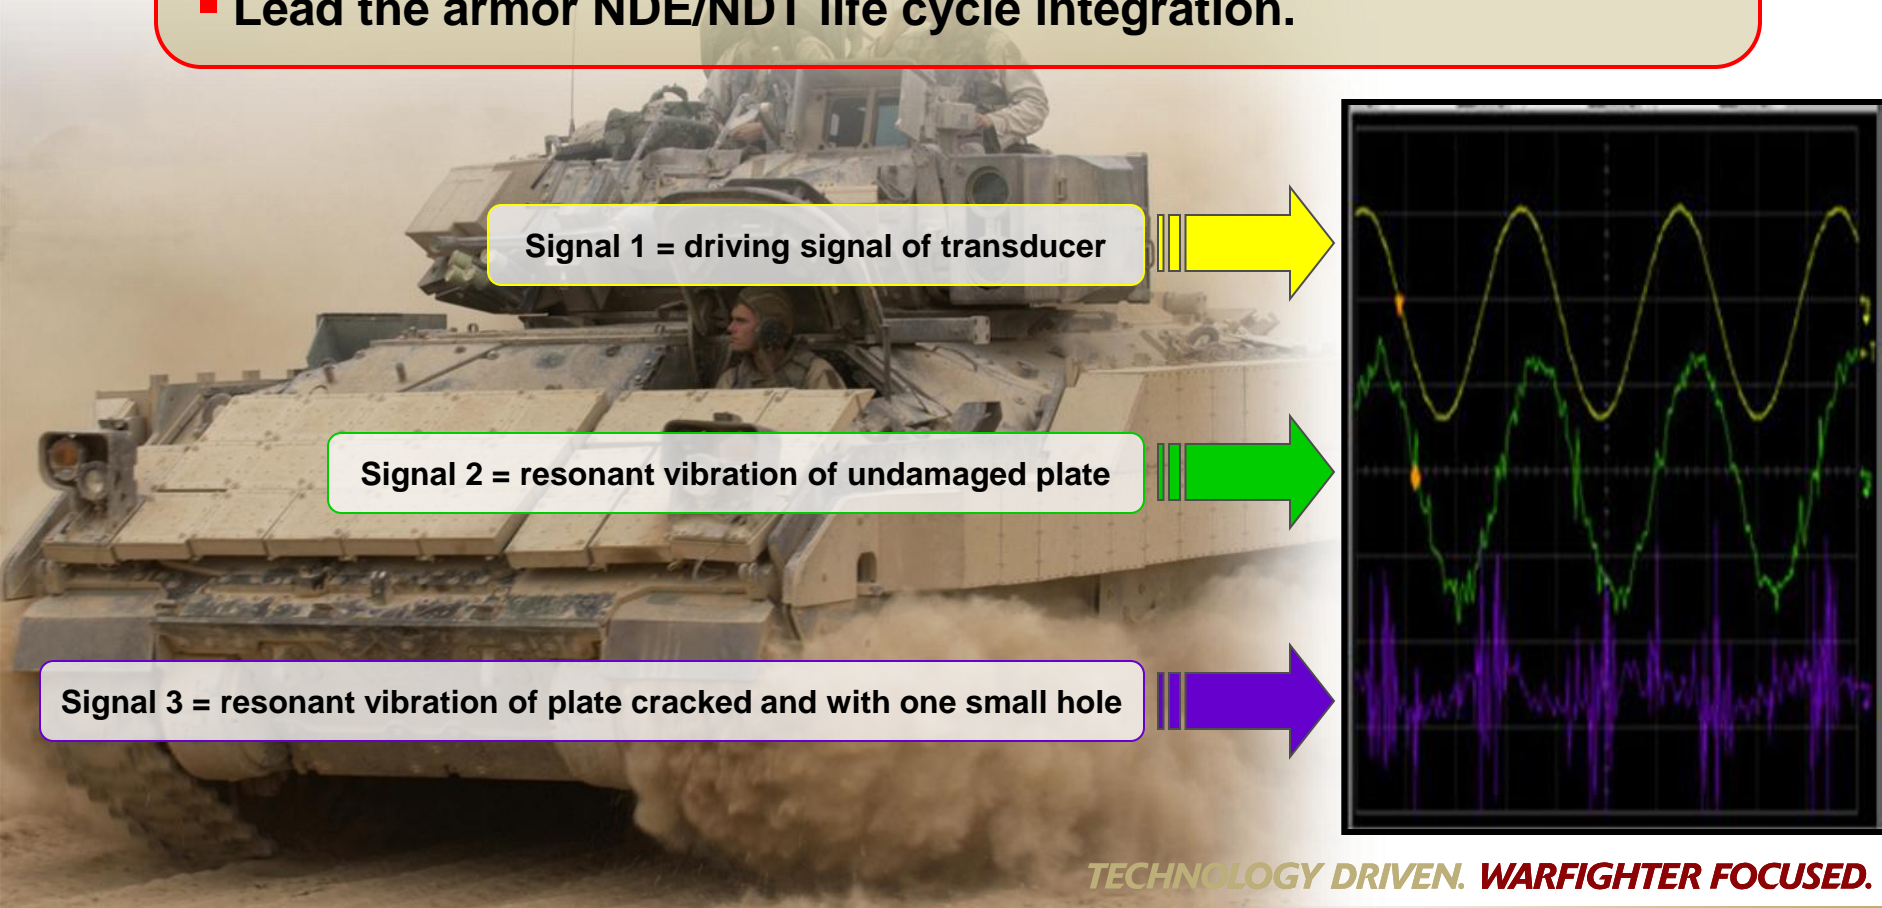 Lead the armor NDE/NDT life cycle integration.
Signal 1 = driving signal of transducer
Signal 2 = resonant vibration of undamaged plate
Signal 3 = resonant vibration of plate cracked and with one small hole
TECHNOLOGY DRIVEN. WARFIGHTER FOCUSED.